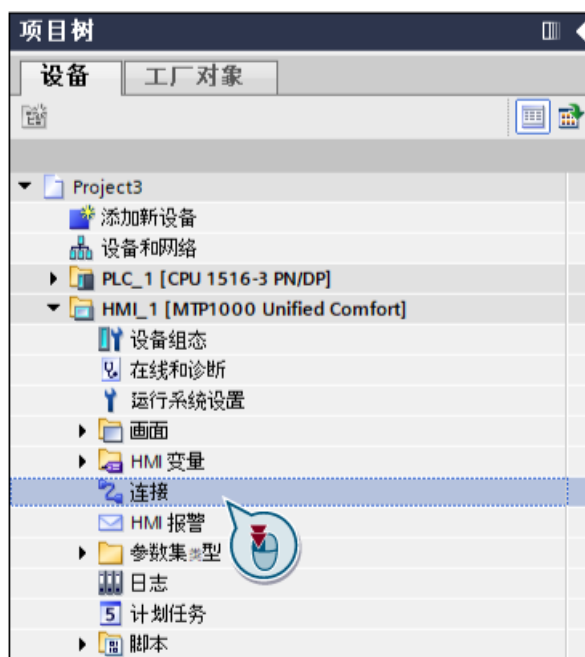 项目树
设备 工厂对象
Project3
添加新设备
设备和网络
PLC_1 [CPU 1516-3 PN/DP]
HMI_1 [MTP1000 Unified Comfort]
设备组态
在线和诊断
运行系统设置
画面
HMI 变量
连接
HMI 报警
参数集类型
日志
5 计划任务
脚本